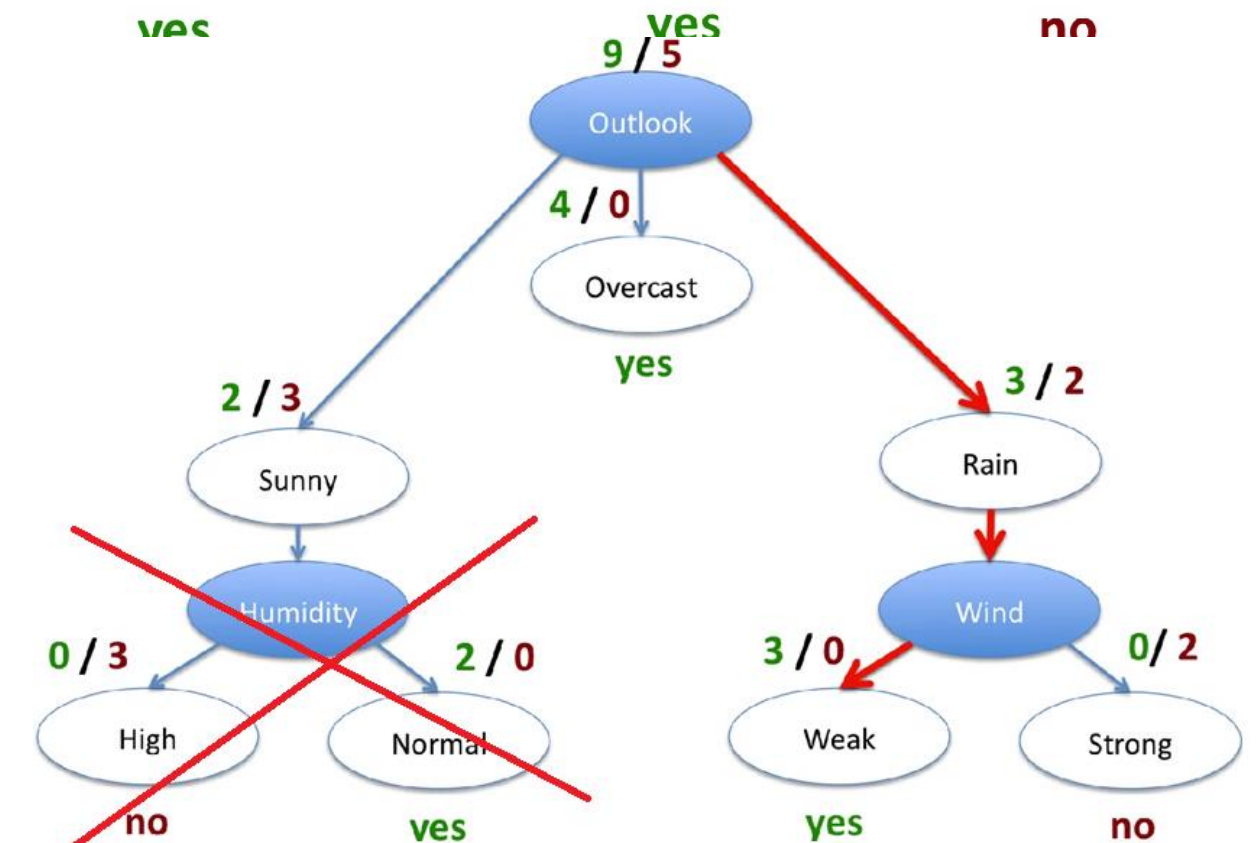 yes yes no
9 / 5
Outlook
4 / 0
Overcast
yes
2 / 3
3 / 2
Sunny
Rain
Humidity
Wind
0 / 3
2 / 0
3 / 0
0/ 2
High
Normal
Weak
Strong
no
yes
yes
no